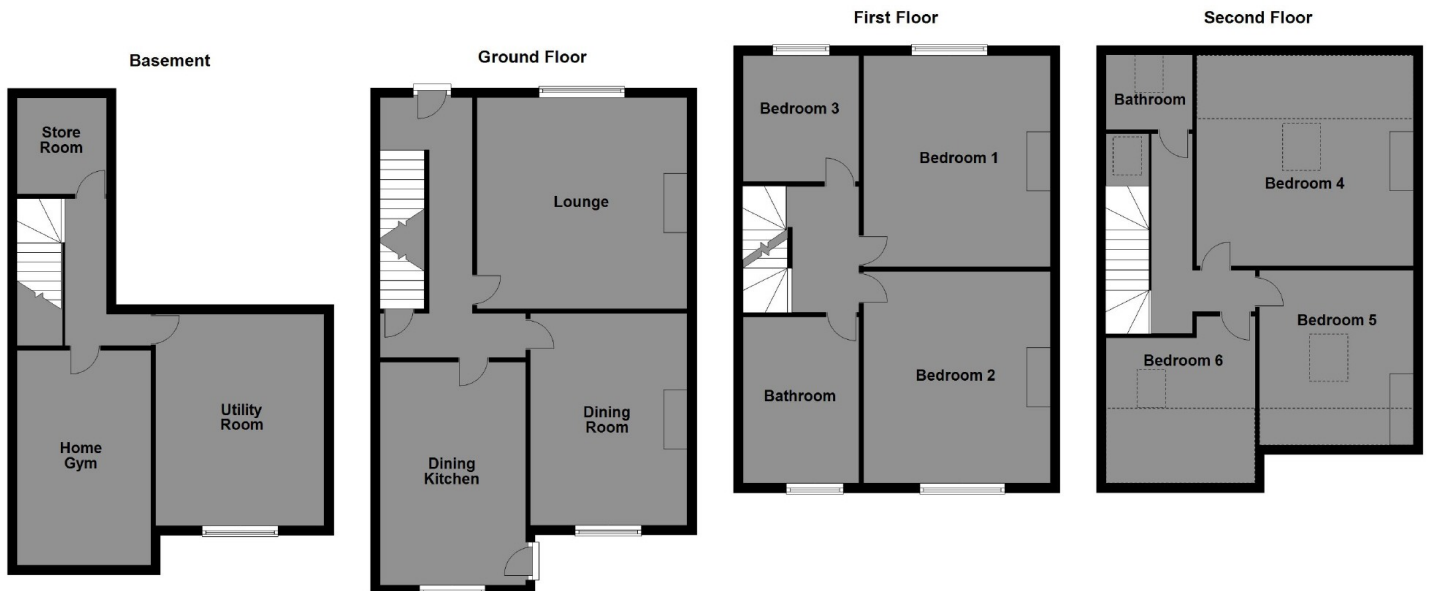 Basement
Store
Room
Utility
Room
Home
Gym
Ground Floor
Lounge
Dining
Room
Dining
Kitchen
First Floor
Bedroom 3
Bedroom 1
Bedroom 2
Bathroom
Second Floor
Bathroom
Bedroom 4
Bedroom 5
Bedroom 6